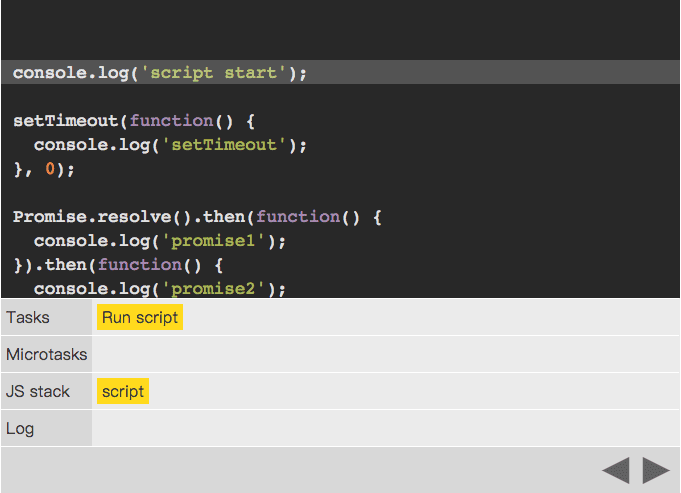 console.log('script start');
setTimeout(function() {
  console.log('setTimeout');
}, 0);
Promise.resolve().then(function() {
  console.log('promise1');
}).then(function() {
  console.log('promise2');
Tasks Run script
Microtasks
JS stack script
Log